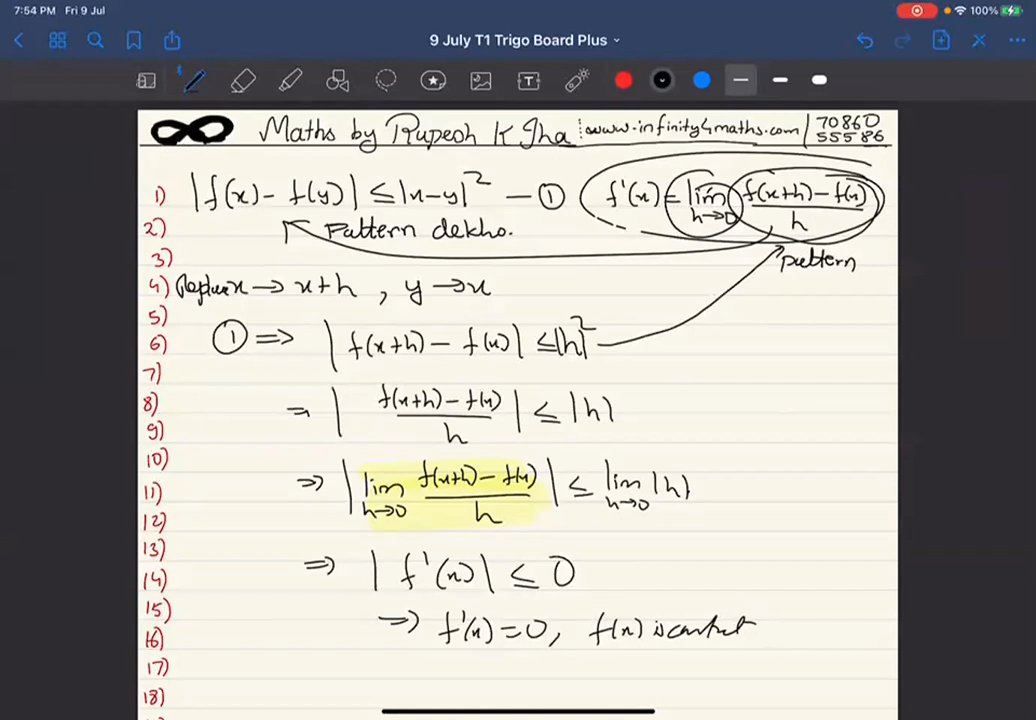 7:54 PM Fri 9 Jul
100%
9 July T1 Trigo Board Plus
Maths by Rupesh K Jha www.infinity4maths.com 70860 55586
1) |f(x) - f(y)| ≤ |x-y|² — ① f'(x) = lim h→0 f(x+h) - f(x) / h
2) Pattern dekho.
3) pattern
4) x → x+h , y → x
5)
6) ① ⇒ |f(x+h) - f(x)| ≤ |h|²
7)
8) ⇒ | f(x+h) - f(x) / h | ≤ |h|
9)
10)
11) ⇒ | lim h→0 f(x+h) - f(x) / h | ≤ lim h→0 |h|
12)
13)
14) ⇒ | f'(x) | ≤ 0
15)
16) ⇒ f'(x) = 0, f(x) is
17)
18)